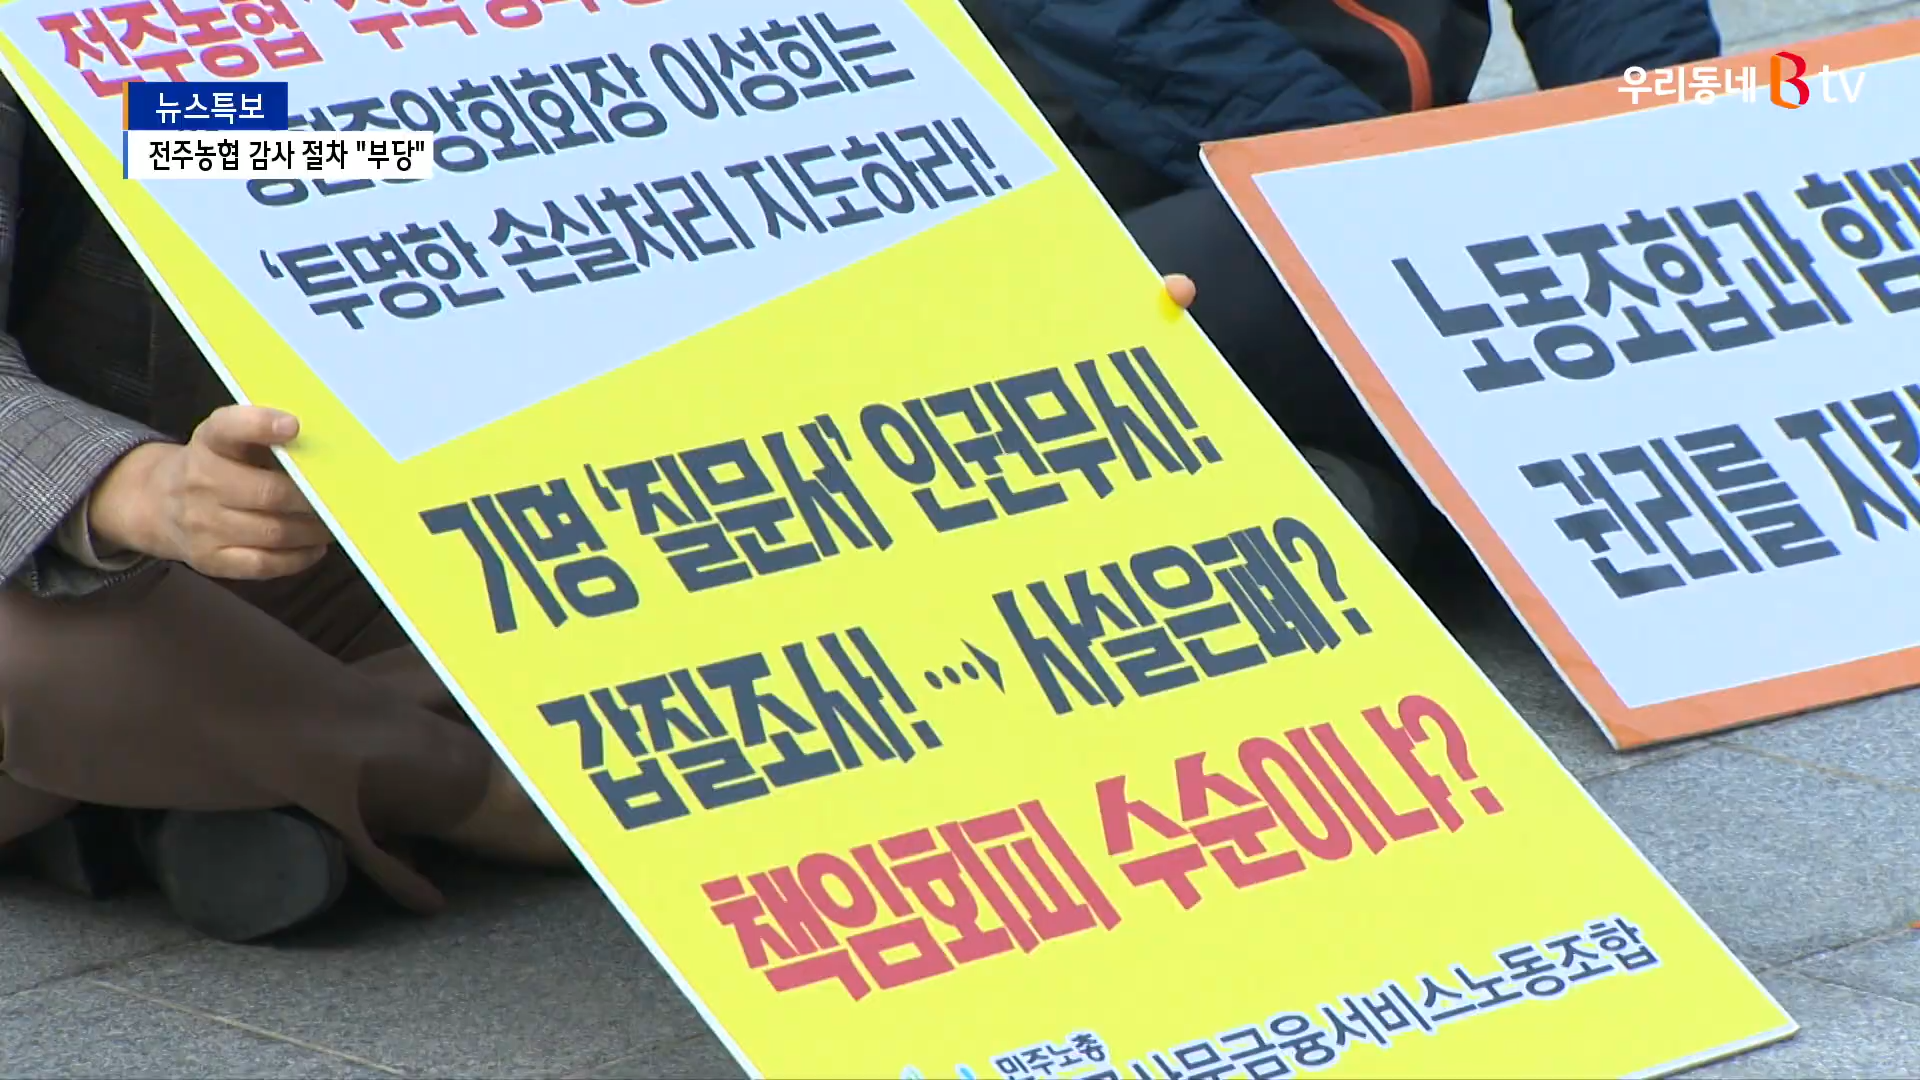 전주농협
뉴스특보
전주농협 감사 절차 "부당"
우리동네 B tv
중앙회회장 이성희는
'투명한 손실처리 지도하라!
기명 '질문서' 인권무시!
갑질조사! ····➤ 사실은폐?
책임회피 수순이냐?
민주노총
사무금융서비스노동조합
노동조합과 함께
권리를